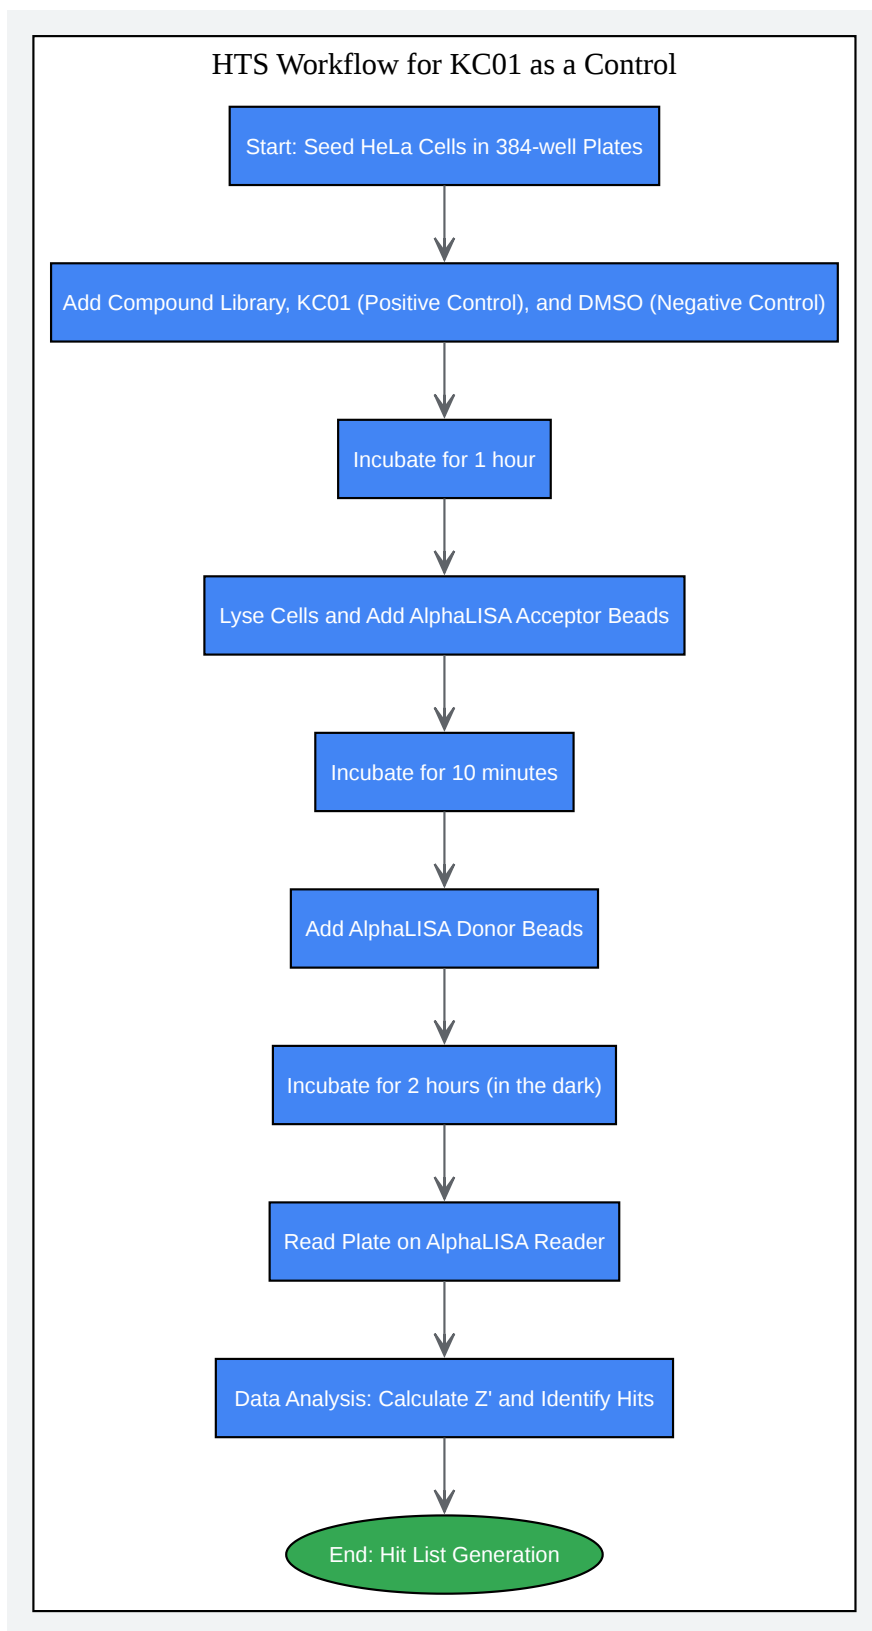 HTS Workflow for KC01 as a Control
Start: Seed HeLa Cells in 384-well Plates
Add Compound Library, KC01 (Positive Control), and DMSO (Negative Control)
Incubate for 1 hour
Lyse Cells and Add AlphaLISA Acceptor Beads
Incubate for 10 minutes
Add AlphaLISA Donor Beads
Incubate for 2 hours (in the dark)
Read Plate on AlphaLISA Reader
Data Analysis: Calculate Z' and Identify Hits
End: Hit List Generation